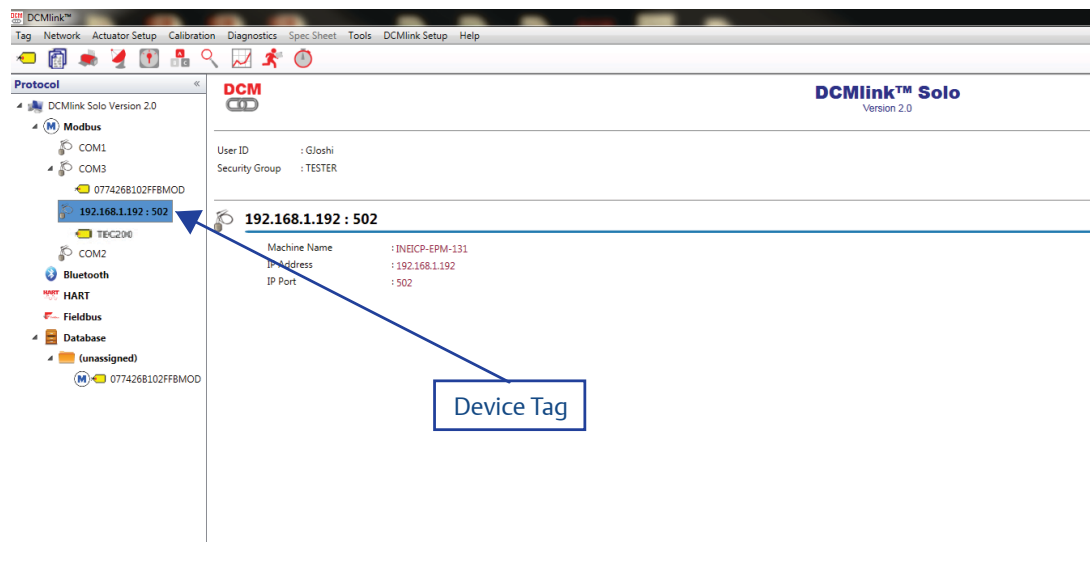 DCMlink™
Tag Network Actuator Setup Calibration Diagnostics Spec Sheet Tools DCMlink Setup Help
Protocol «
DCMlink Solo Version 2.0
M Modbus
COM1
COM3
077426B102FFBMOD
192.168.1.192 : 502
TEC200
COM2
Bluetooth
HART HART
Fieldbus
Database
(unassigned)
M 077426B102FFBMOD
DCM
DCMlink™ Solo
Version 2.0
User ID : GJoshi
Security Group : TESTER
192.168.1.192 : 502
Machine Name : INEICP-EPM-131
IP Address : 192.168.1.192
IP Port : 502
Device Tag